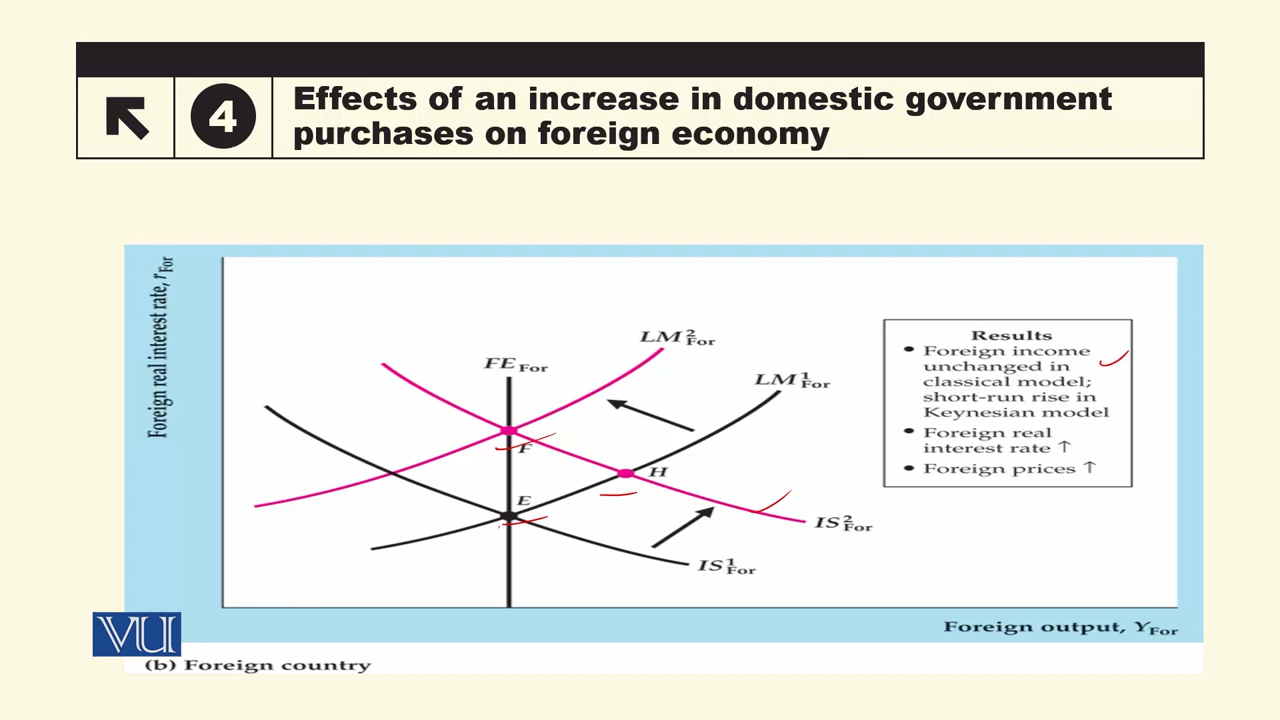 4
Effects of an increase in domestic government
purchases on foreign economy
Foreign real interest rate, rFor
LM²For
FEFor
LM¹For
F
H
E
IS²For
IS¹For
Results
• Foreign income
unchanged in
classical model;
short-run rise in
Keynesian model
• Foreign real
interest rate ↑
• Foreign prices ↑
Foreign output, YFor
VU
(b) Foreign country